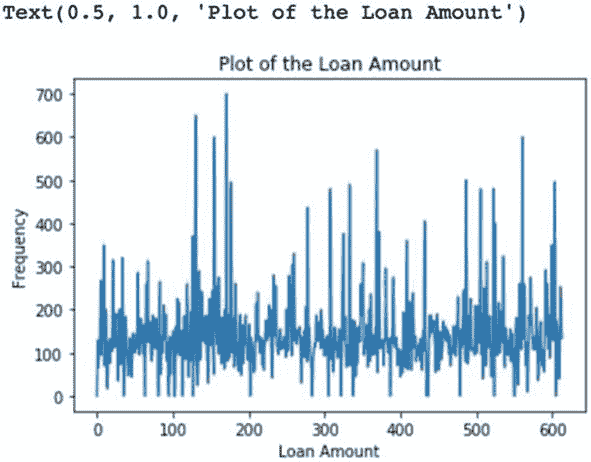 Text(0.5, 1.0, 'Plot of the Loan Amount')
Plot of the Loan Amount
700
600
500
400
300
200
100
0
Frequency
0 100 200 300 400 500 600
Loan Amount